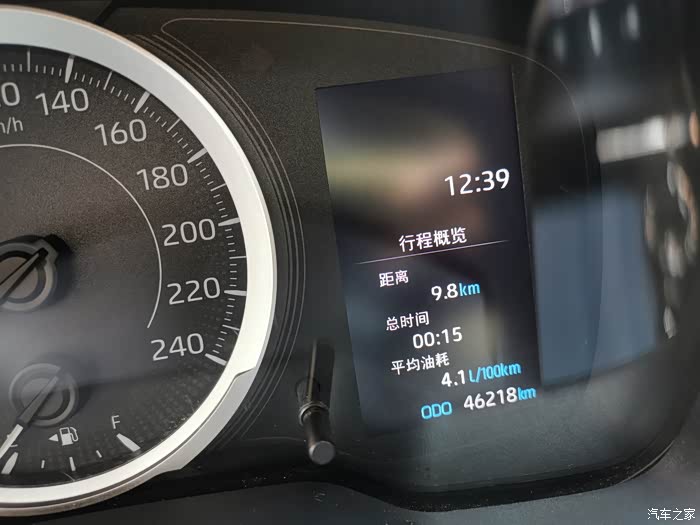 140
160
180
200
220
240
F
12:39
行程概览
距离
9.8km
总时间
00:15
平均油耗
4.1L/100km
ODO 46218km
汽车之家